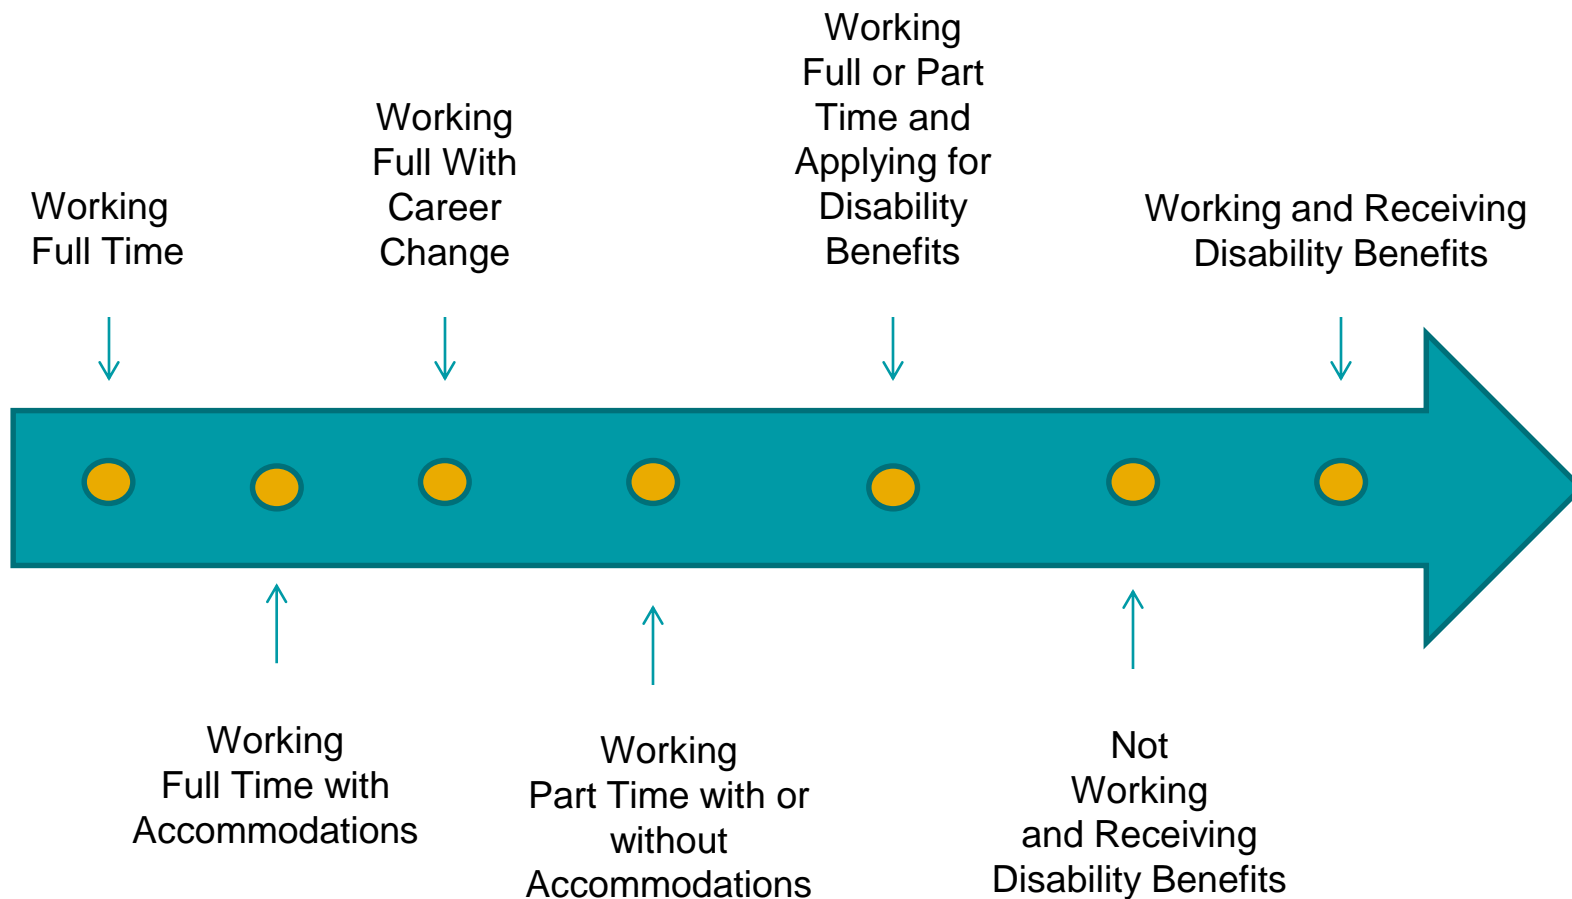 Working
Full Time
Working
Full With
Career
Change
Working
Full or Part
Time and
Applying for
Disability
Benefits
Working and Receiving
Disability Benefits
Working
Full Time with
Accommodations
Working
Part Time with or
without
Accommodations
Not
Working
and Receiving
Disability Benefits